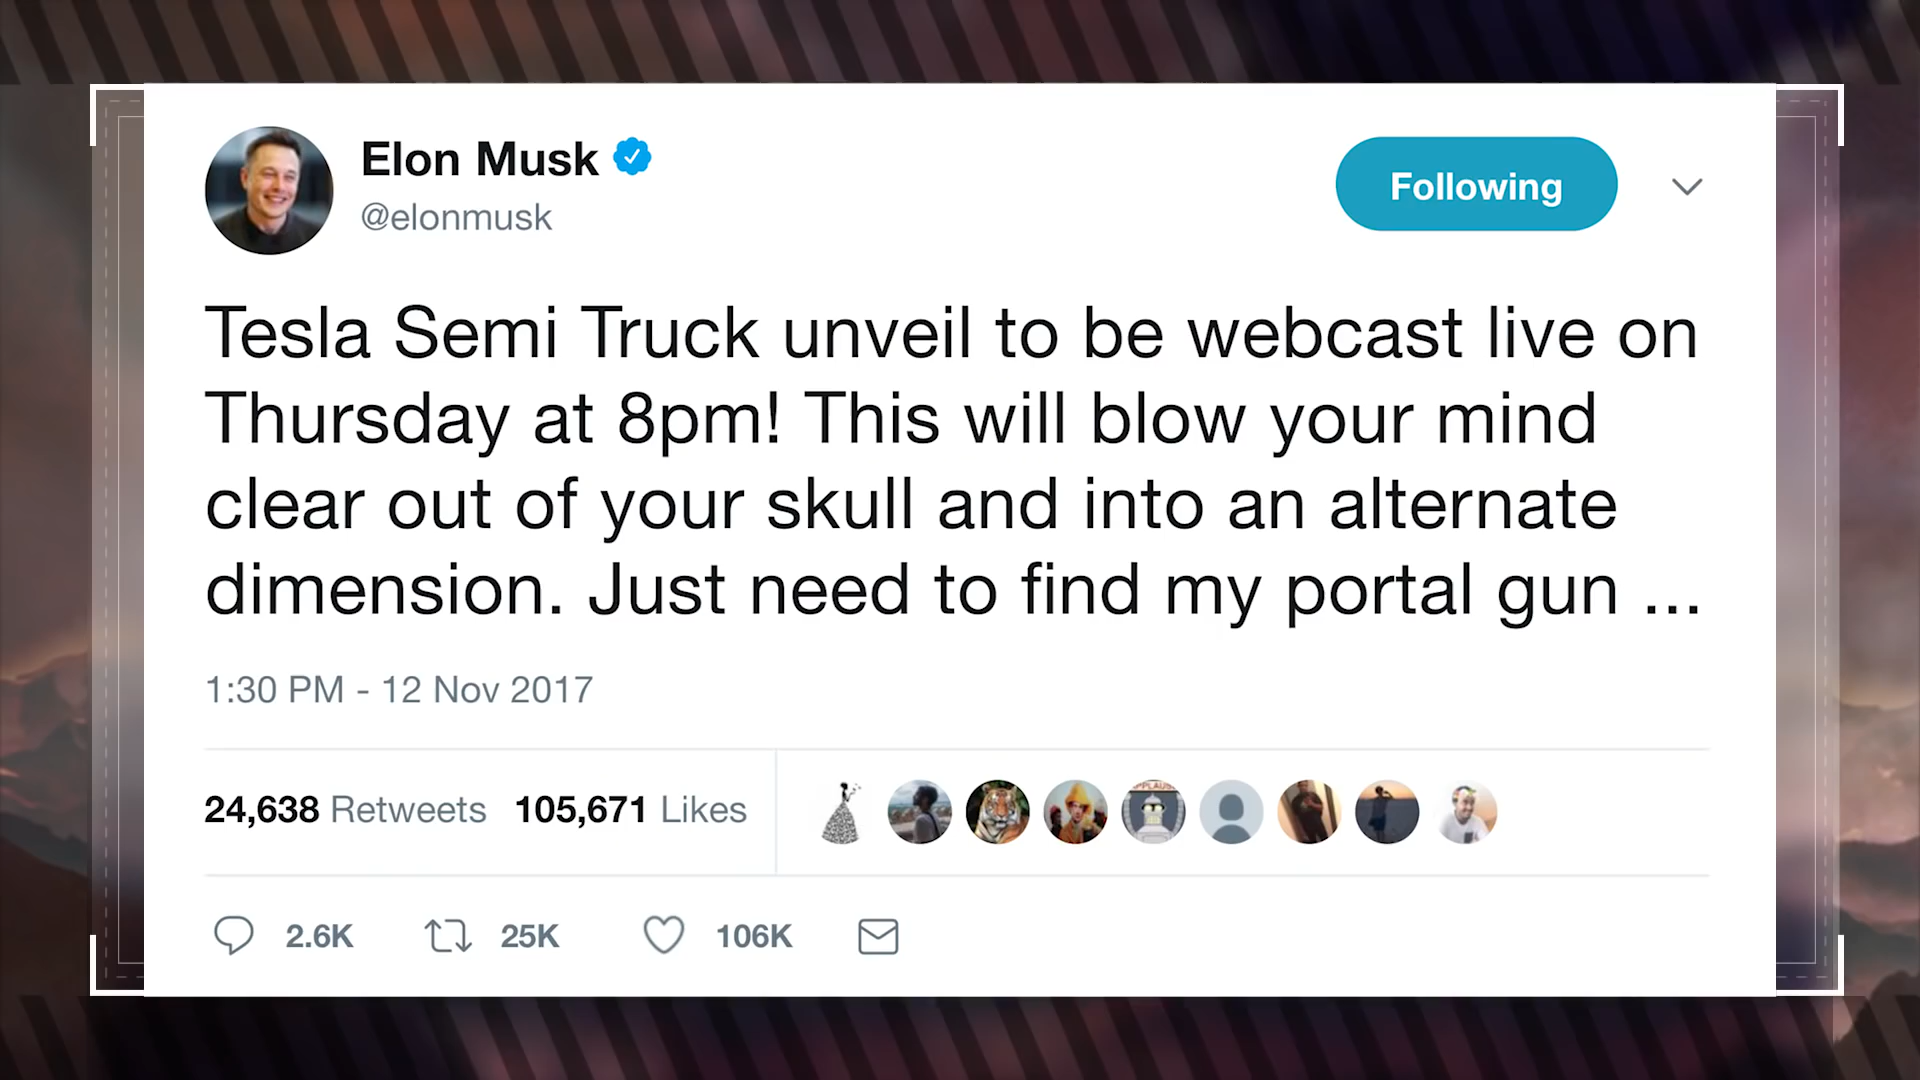 Elon Musk
@elonmusk
Following
Tesla Semi Truck unveil to be webcast live on
Thursday at 8pm! This will blow your mind
clear out of your skull and into an alternate
dimension. Just need to find my portal gun ...
1:30 PM - 12 Nov 2017
24,638 Retweets 105,671 Likes
2.6K 25K 106K